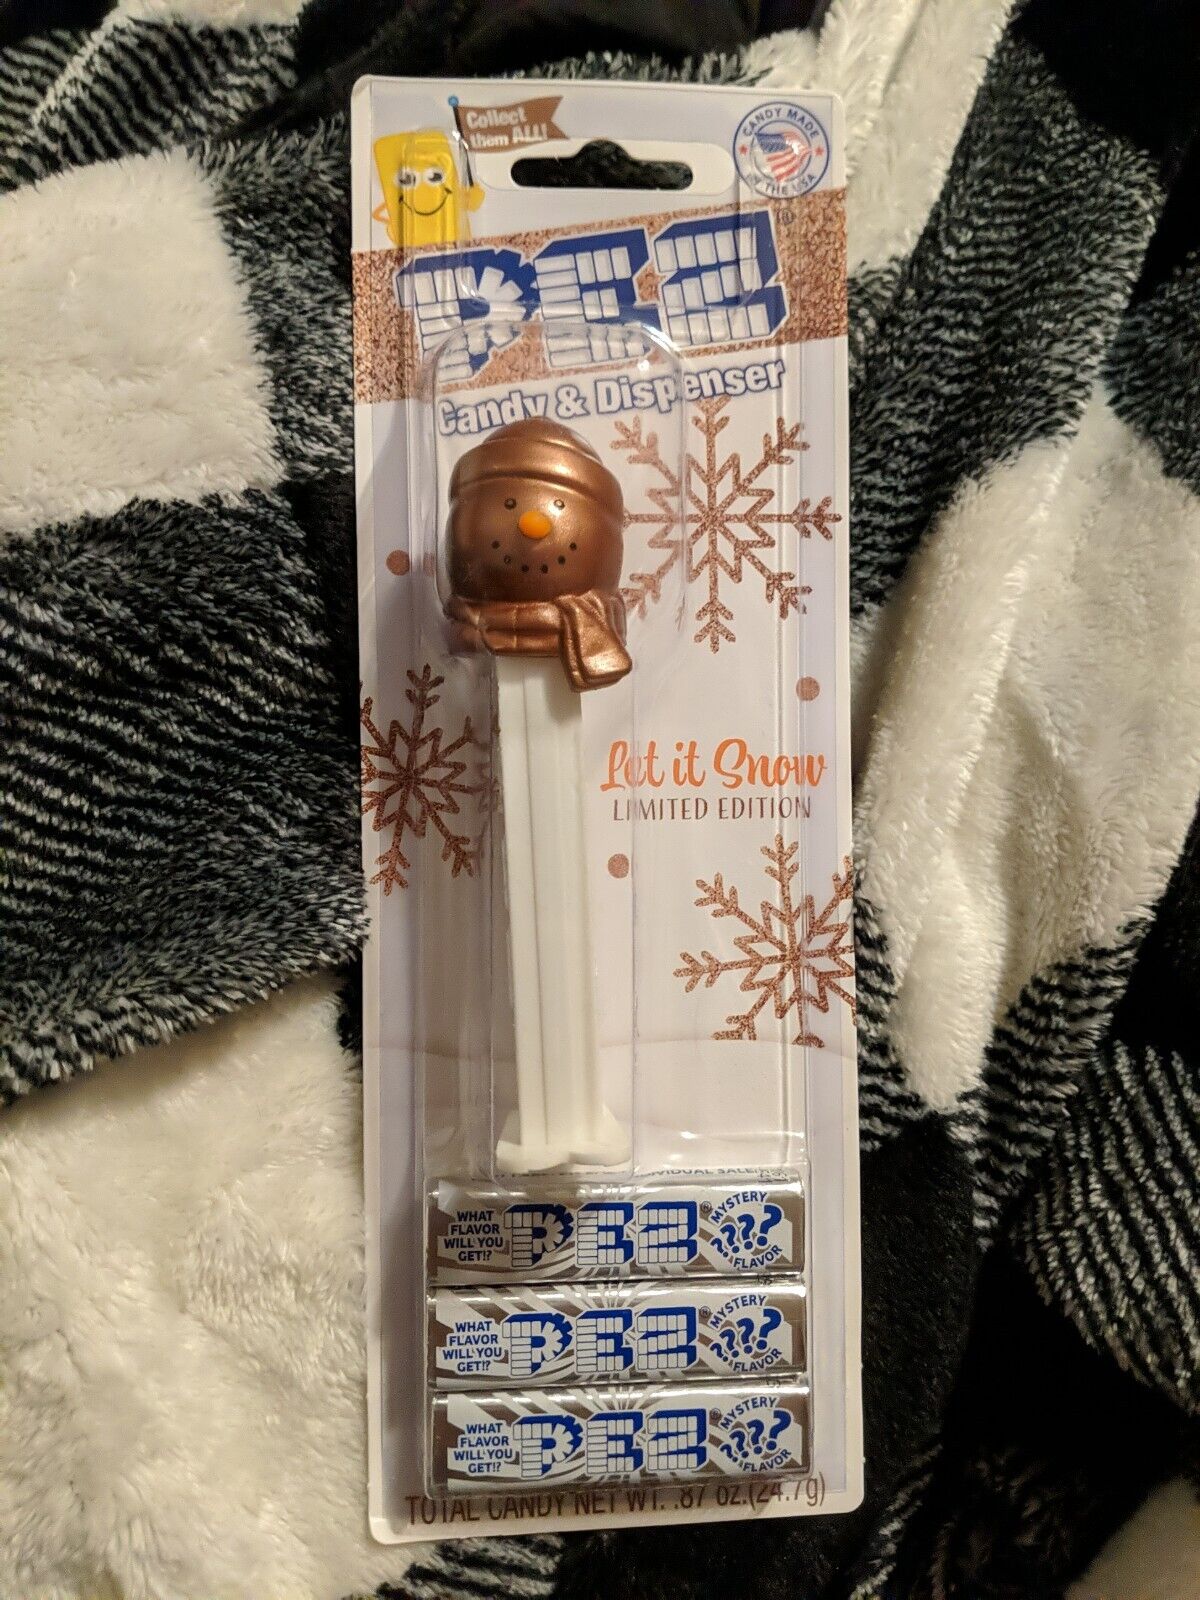 Collect
them ALL!
CANDY MADE
IN THE USA
PEZ®
Candy & Dispenser
Let it Snow
LIMITED EDITION
INDIVIDUAL SALE
WHAT
FLAVOR
WILL YOU
GET!?
PEZ®
MYSTERY
????
FLAVOR
WHAT
FLAVOR
WILL YOU
GET!?
PEZ®
MYSTERY
????
FLAVOR
WHAT
FLAVOR
WILL YOU
GET!?
PEZ®
MYSTERY
????
FLAVOR
TOTAL CANDY NET WT. .87 oz.(24.7g)